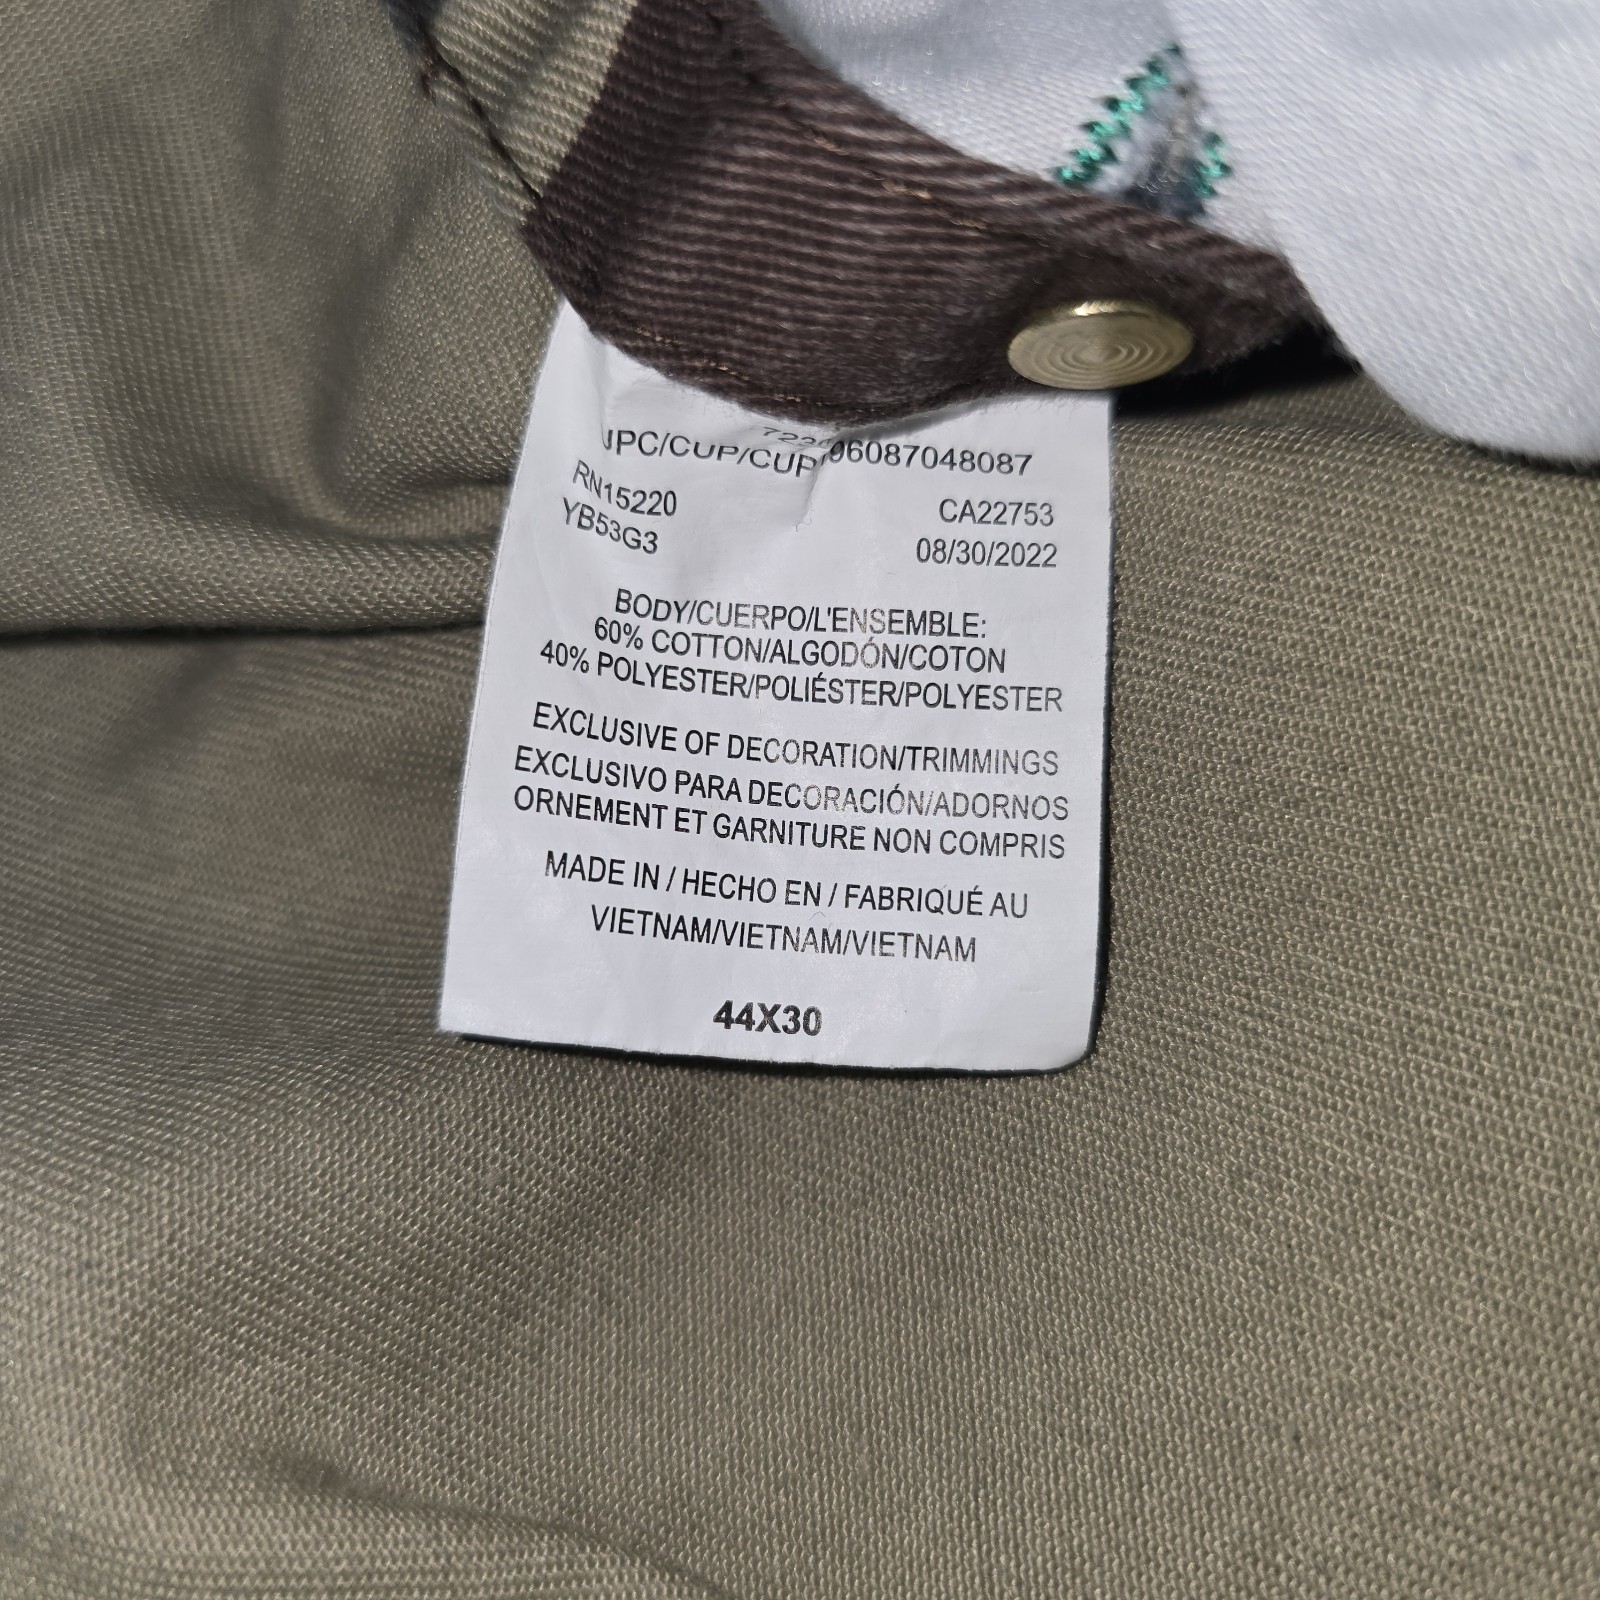 UPC/CUP/CUP
06087048087
RN15220 CA22753
YB53G3 08/30/2022
BODY/CUERPO/L'ENSEMBLE:
60% COTTON/ALGODÓN/COTON
40% POLYESTER/POLIÉSTER/POLYESTER
EXCLUSIVE OF DECORATION/TRIMMINGS
EXCLUSIVO PARA DECORACIÓN/ADORNOS
ORNEMENT ET GARNITURE NON COMPRIS
MADE IN / HECHO EN / FABRIQUÉ AU
VIETNAM/VIETNAM/VIETNAM
44X30